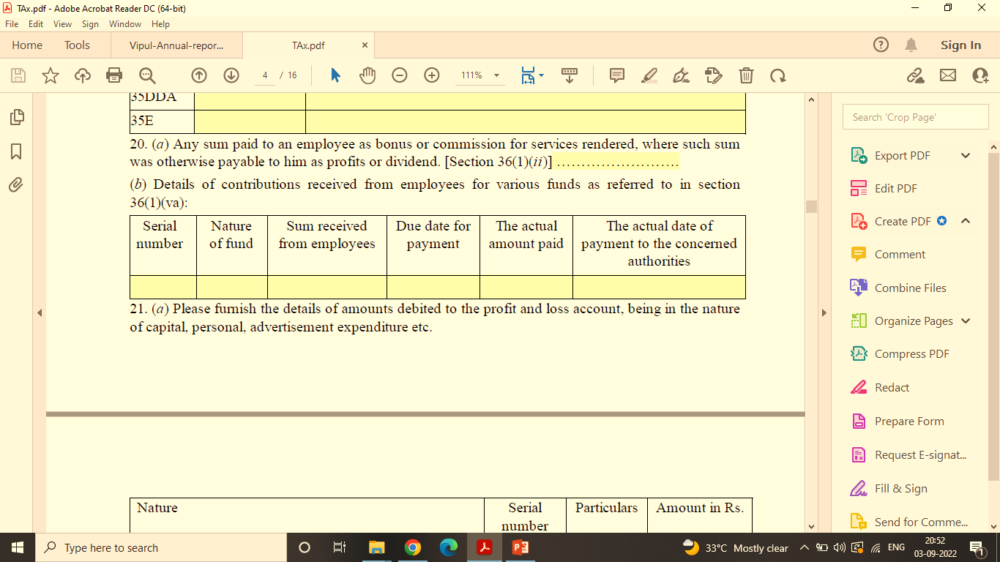 TAx.pdf - Adobe Acrobat Reader DC (64-bit)
File Edit View Sign Window Help
Home Tools Vipul-Annual-repor... TAx.pdf × Sign In
4 / 16 111%
35DDA
35E
20. (a) Any sum paid to an employee as bonus or commission for services rendered, where such sum
was otherwise payable to him as profits or dividend. [Section 36(1)(ii)] ..........................
(b) Details of contributions received from employees for various funds as referred to in section
36(1)(va):
Serial number Nature of fund Sum received from employees Due date for payment The actual amount paid The actual date of payment to the concerned authorities
21. (a) Please furnish the details of amounts debited to the profit and loss account, being in the nature
of capital, personal, advertisement expenditure etc.
Nature Serial number Particulars Amount in Rs.
Search 'Crop Page'
Export PDF
Edit PDF
Create PDF
Comment
Combine Files
Organize Pages
Compress PDF
Redact
Prepare Form
Request E-signat...
Fill & Sign
Send for Comme...
Type here to search
33°C Mostly clear
ENG
20:52
03-09-2022
1